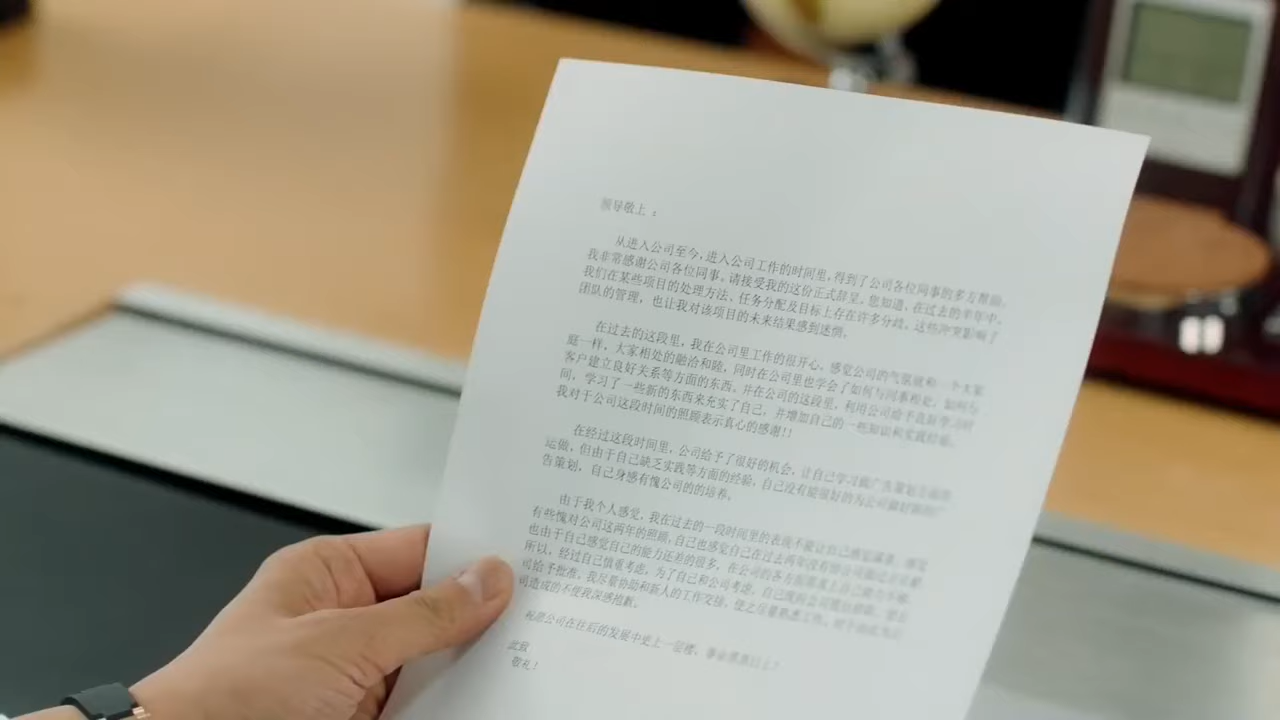 领导敬上：
从进入公司至今，进入公司工作的时间里，得到了公司各位同事的多方帮助，
我非常感谢公司各位同事。请接受我的这份正式辞呈。您知道，在过去的半年中，
我们在某些项目的处理方法、任务分配及目标上存在许多分歧，这些冲突影响了
团队的管理，也让我对该项目的未来结果感到迷惘。
在过去的这段里，我在公司里工作的很开心，感觉公司的气氛就和一个大家
庭一样，大家相处的融洽和睦，同时在公司里也学会了如何与同事相处，如何与
客户建立良好关系等方面的东西。并在公司的这段里，利用公司给予良好学习时
间，学习了一些新的东西来充实了自己，并增加自己的一些知识和实践经验。
我对于公司这段时间的照顾表示真心的感谢!!
在经过这段时间里，公司给予了很好的机会，让自己学习做广告策划方面的
运做，但由于自己缺乏实践等方面的经验，自己没有能很好的为公司做好新的广
告策划，自己身感有愧公司的的培养。
由于我个人感觉，我在过去的一段时间里的表现不能让自己感觉满意，感觉
有些愧对公司这两年的照顾，自己也感觉自己在过去两年没有给公司
也由于自己感觉自己的能力还差的很多，在公司的各方面需求上自己能力不够。
所以，经过自己慎重考虑，为了自己和公司考虑，自己现向公司提出辞职，望公
司给予批准。我尽量协助和新人的工作交接，使之尽量熟悉工作。对于由此为公
司造成的不便我深感抱歉。
祝愿公司在往后的发展中更上一层楼、事业蒸蒸日上！
此致
敬礼！